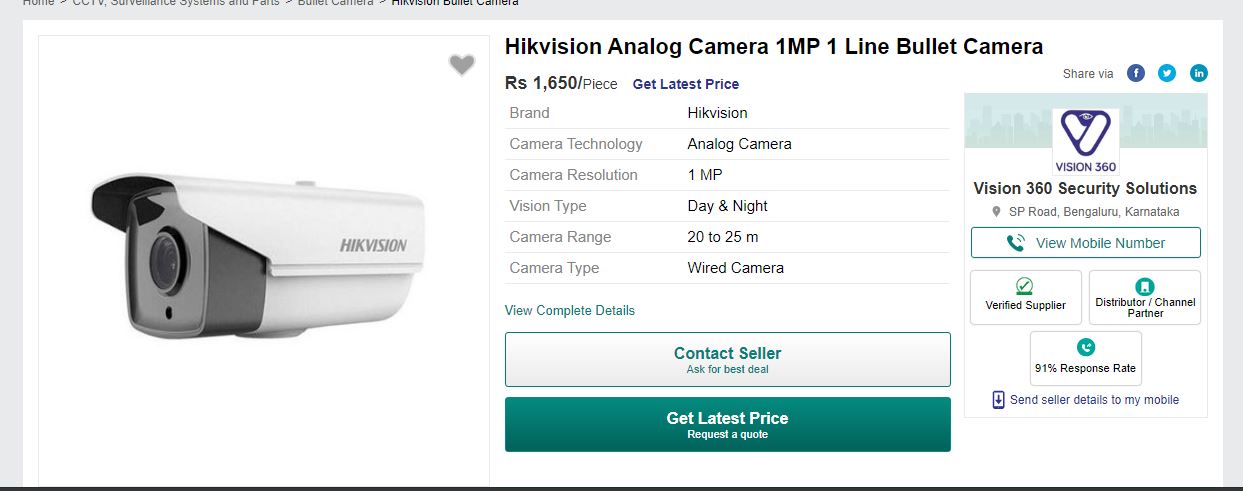 Home > CCTV, Surveillance Systems and Parts > Bullet Camera > Hikvision Bullet Camera
Hikvision Analog Camera 1MP 1 Line Bullet Camera
Rs 1,650/Piece Get Latest Price
Brand Hikvision
Camera Technology Analog Camera
Camera Resolution 1 MP
Vision Type Day & Night
Camera Range 20 to 25 m
Camera Type Wired Camera
View Complete Details
Contact Seller
Ask for best deal
Get Latest Price
Request a quote
HIKVISION
Share via
VISION 360
Vision 360 Security Solutions
SP Road, Bengaluru, Karnataka
View Mobile Number
Verified Supplier
Distributor / Channel
Partner
91% Response Rate
Send seller details to my mobile